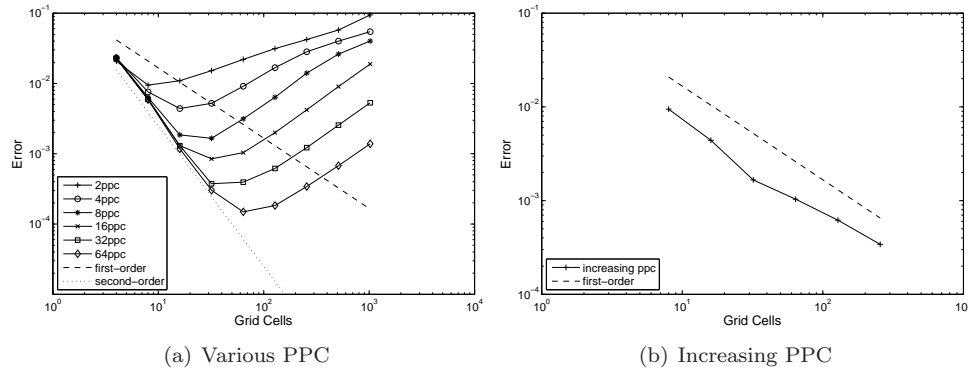 10^-1
10^-2
10^-3
10^-4
Error
2ppc
4ppc
8ppc
16ppc
32ppc
64ppc
first-order
second-order
10^0
10^1
10^2
10^3
10^4
Grid Cells
(a) Various PPC
10^-1
10^-2
10^-3
10^-4
Error
increasing ppc
first-order
10^0
10^1
10^2
10^3
Grid Cells
(b) Increasing PPC